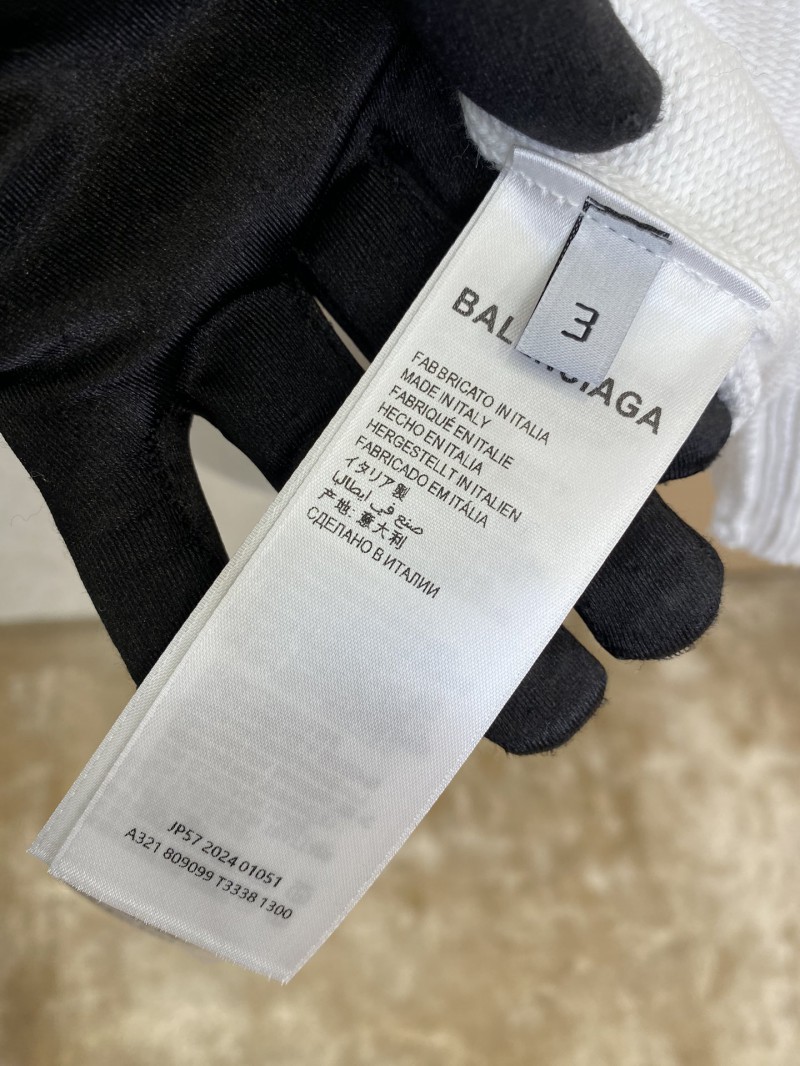 3
BALENCIAGA
FABBRICATO IN ITALIA
MADE IN ITALY
FABRIQUÉ EN ITALIE
HECHO EN ITALIA
HERGESTELLT IN ITALIEN
FABRICADO EM ITÁLIA
イタリア製
صنع في ايطاليا
产地: 意大利
СДЕЛАНО В ИТАЛИИ
JP57 2024 01051
A321 809099 T3338 1300